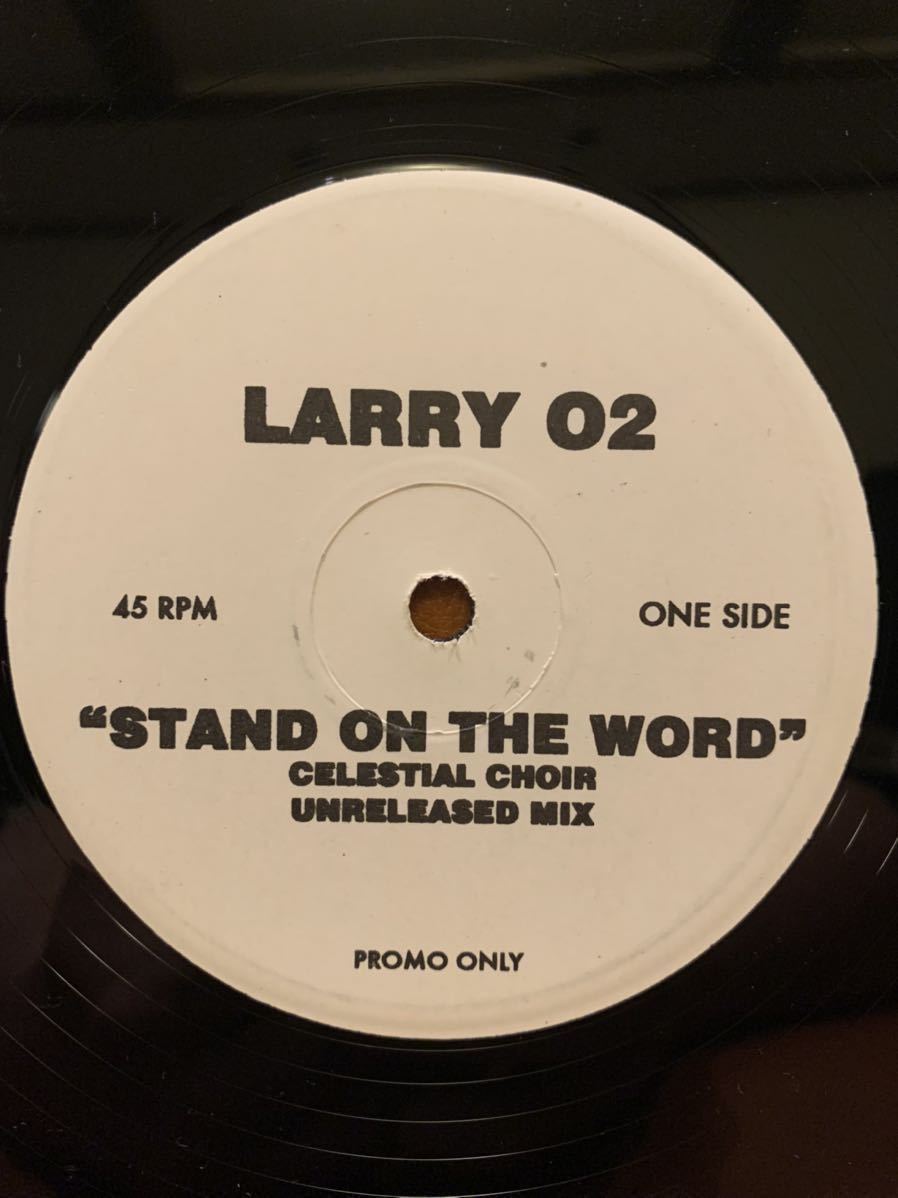 LARRY 02
45 RPM
ONE SIDE
“STAND ON THE WORD”
CELESTIAL CHOIR
UNRELEASED MIX
PROMO ONLY